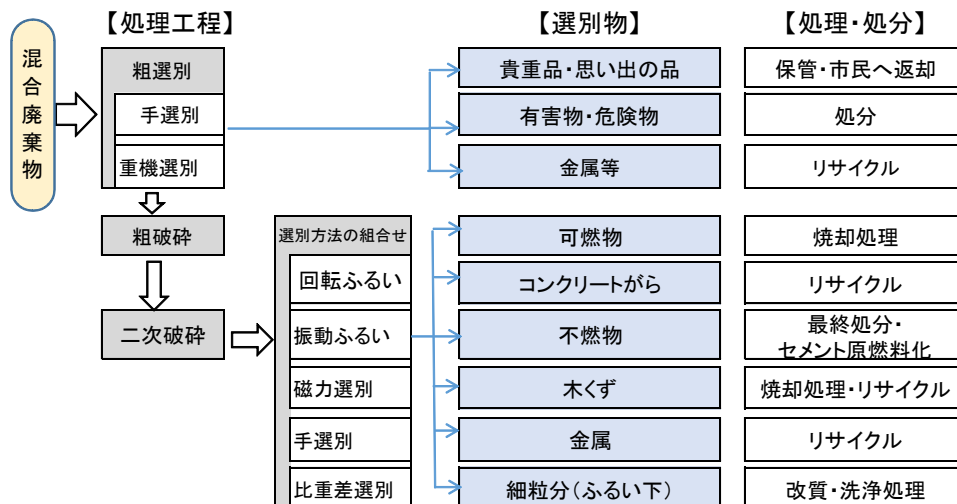 【処理工程】
【選別物】
【処理・処分】
混合廃棄物
粗選別
手選別
重機選別
貴重品・思い出の品
保管・市民へ返却
有害物・危険物
処分
金属等
リサイクル
粗破砕
二次破砕
選別方法の組合せ
回転ふるい
振動ふるい
磁力選別
手選別
比重差選別
可燃物
焼却処理
コンクリートがら
リサイクル
不燃物
最終処分・
セメント原燃料化
木くず
焼却処理・リサイクル
金属
リサイクル
細粒分（ふるい下）
改質・洗浄処理